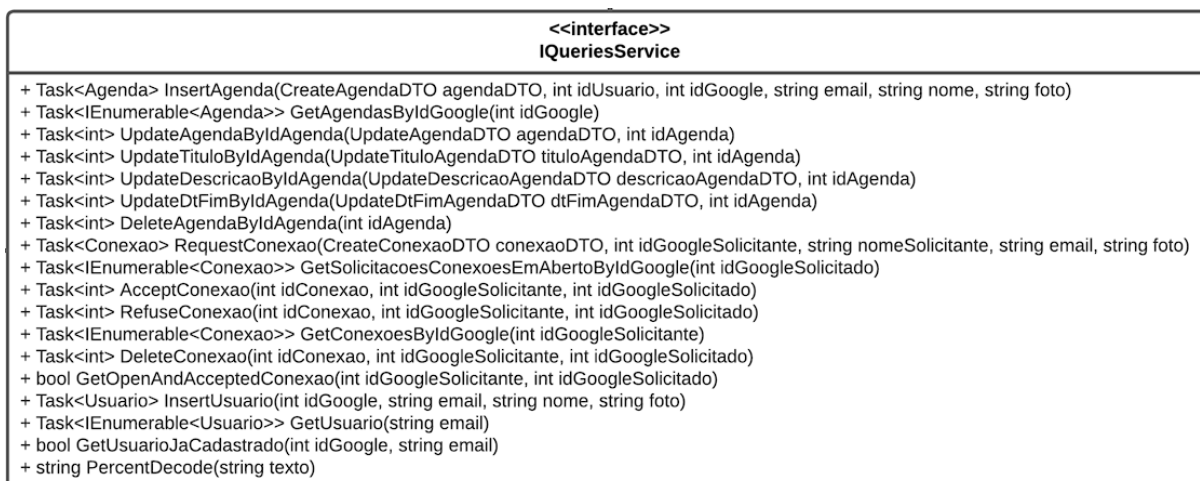 <<interface>>
IQueriesService
+ Task<Agenda> InsertAgenda(CreateAgendaDTO agendaDTO, int idUsuario, int idGoogle, string email, string nome, string foto)
+ Task<IEnumerable<Agenda>> GetAgendasByIdGoogle(int idGoogle)
+ Task<int> UpdateAgendaByIdAgenda(UpdateAgendaDTO agendaDTO, int idAgenda)
+ Task<int> UpdateTituloByIdAgenda(UpdateTituloAgendaDTO tituloAgendaDTO, int idAgenda)
+ Task<int> UpdateDescricaoByIdAgenda(UpdateDescricaoAgendaDTO descricaoAgendaDTO, int idAgenda)
+ Task<int> UpdateDtFimByIdAgenda(UpdateDtFimAgendaDTO dtFimAgendaDTO, int idAgenda)
+ Task<int> DeleteAgendaByIdAgenda(int idAgenda)
+ Task<Conexao> RequestConexao(CreateConexaoDTO conexaoDTO, int idGoogleSolicitante, string nomeSolicitante, string email, string foto)
+ Task<IEnumerable<Conexao>> GetSolicitacoesConexoesEmAbertoByIdGoogle(int idGoogleSolicitado)
+ Task<int> AcceptConexao(int idConexao, int idGoogleSolicitante, int idGoogleSolicitado)
+ Task<int> RefuseConexao(int idConexao, int idGoogleSolicitante, int idGoogleSolicitado)
+ Task<IEnumerable<Conexao>> GetConexoesByIdGoogle(int idGoogleSolicitante)
+ Task<int> DeleteConexao(int idConexao, int idGoogleSolicitante, int idGoogleSolicitado)
+ bool GetOpenAndAcceptedConexao(int idGoogleSolicitante, int idGoogleSolicitado)
+ Task<Usuario> InsertUsuario(int idGoogle, string email, string nome, string foto)
+ Task<IEnumerable<Usuario>> GetUsuario(string email)
+ bool GetUsuarioJaCadastrado(int idGoogle, string email)
+ string PercentDecode(string texto)